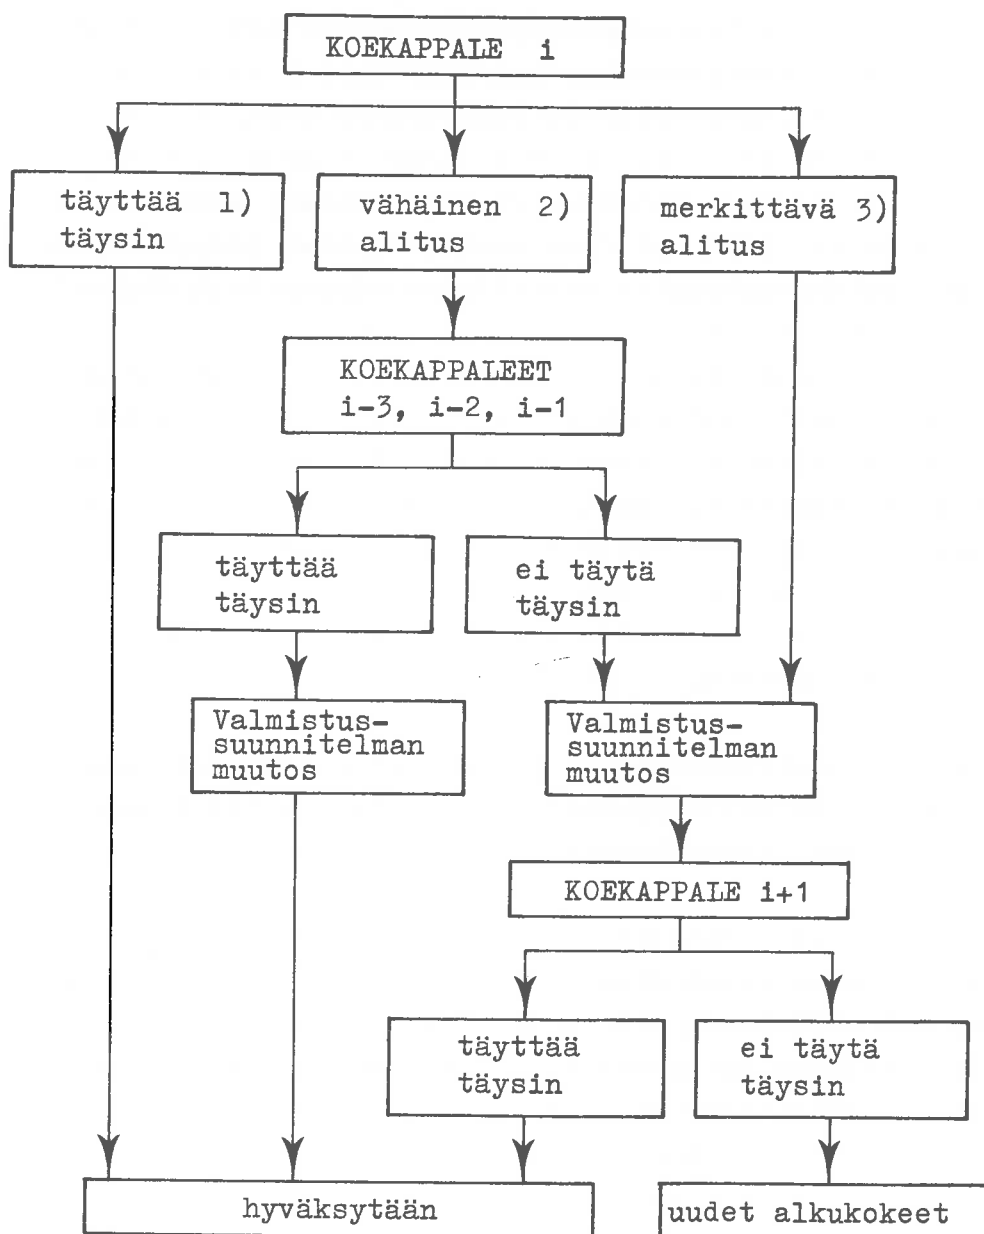 KOEKAPPALE i
täyttää 1)
täysin
vähäinen 2)
alitus
merkittävä 3)
alitus
KOEKAPPALEET
i-3, i-2, i-1
täyttää
täysin
ei täytä
täysin
Valmistus-
suunnitelman
muutos
Valmistus-
suunnitelman
muutos
KOEKAPPALE i+1
täyttää
täysin
ei täytä
täysin
hyväksytään
uudet alkukokeet